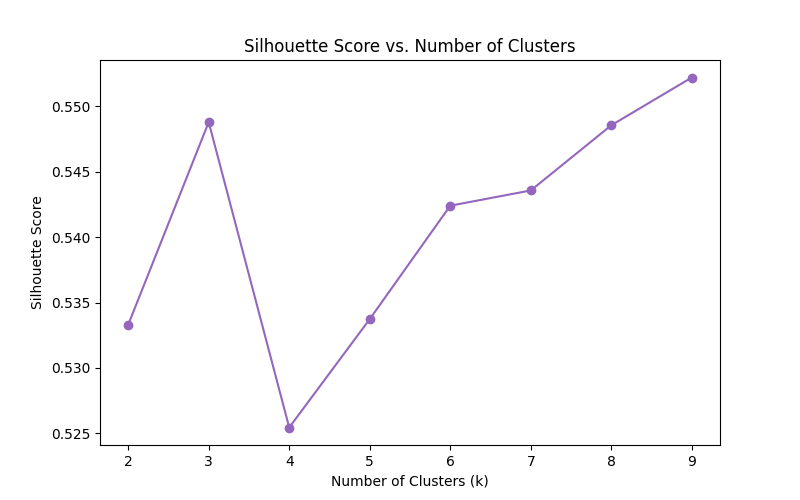 Silhouette Score vs. Number of Clusters
0.550
0.545
0.540
0.535
0.530
0.525
Silhouette Score
2 3 4 5 6 7 8 9
Number of Clusters (k)